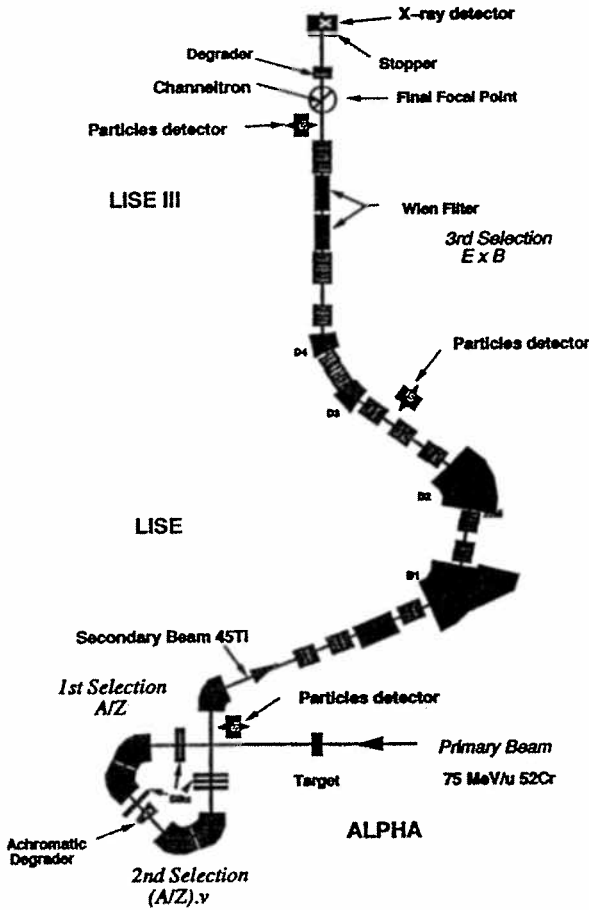 X-ray detector
Stopper
Degrader
Channeltron
Final Focal Point
Particles detector
LISE III
Wien Filter
3rd Selection
E x B
D4
Particles detector
D3
D2
LISE
D1
Secondary Beam 45Ti
1st Selection
A/Z
Particles detector
Primary Beam
Target
75 MeV/u 52Cr
Achromatic
Degrader
ALPHA
2nd Selection
(A/Z).v